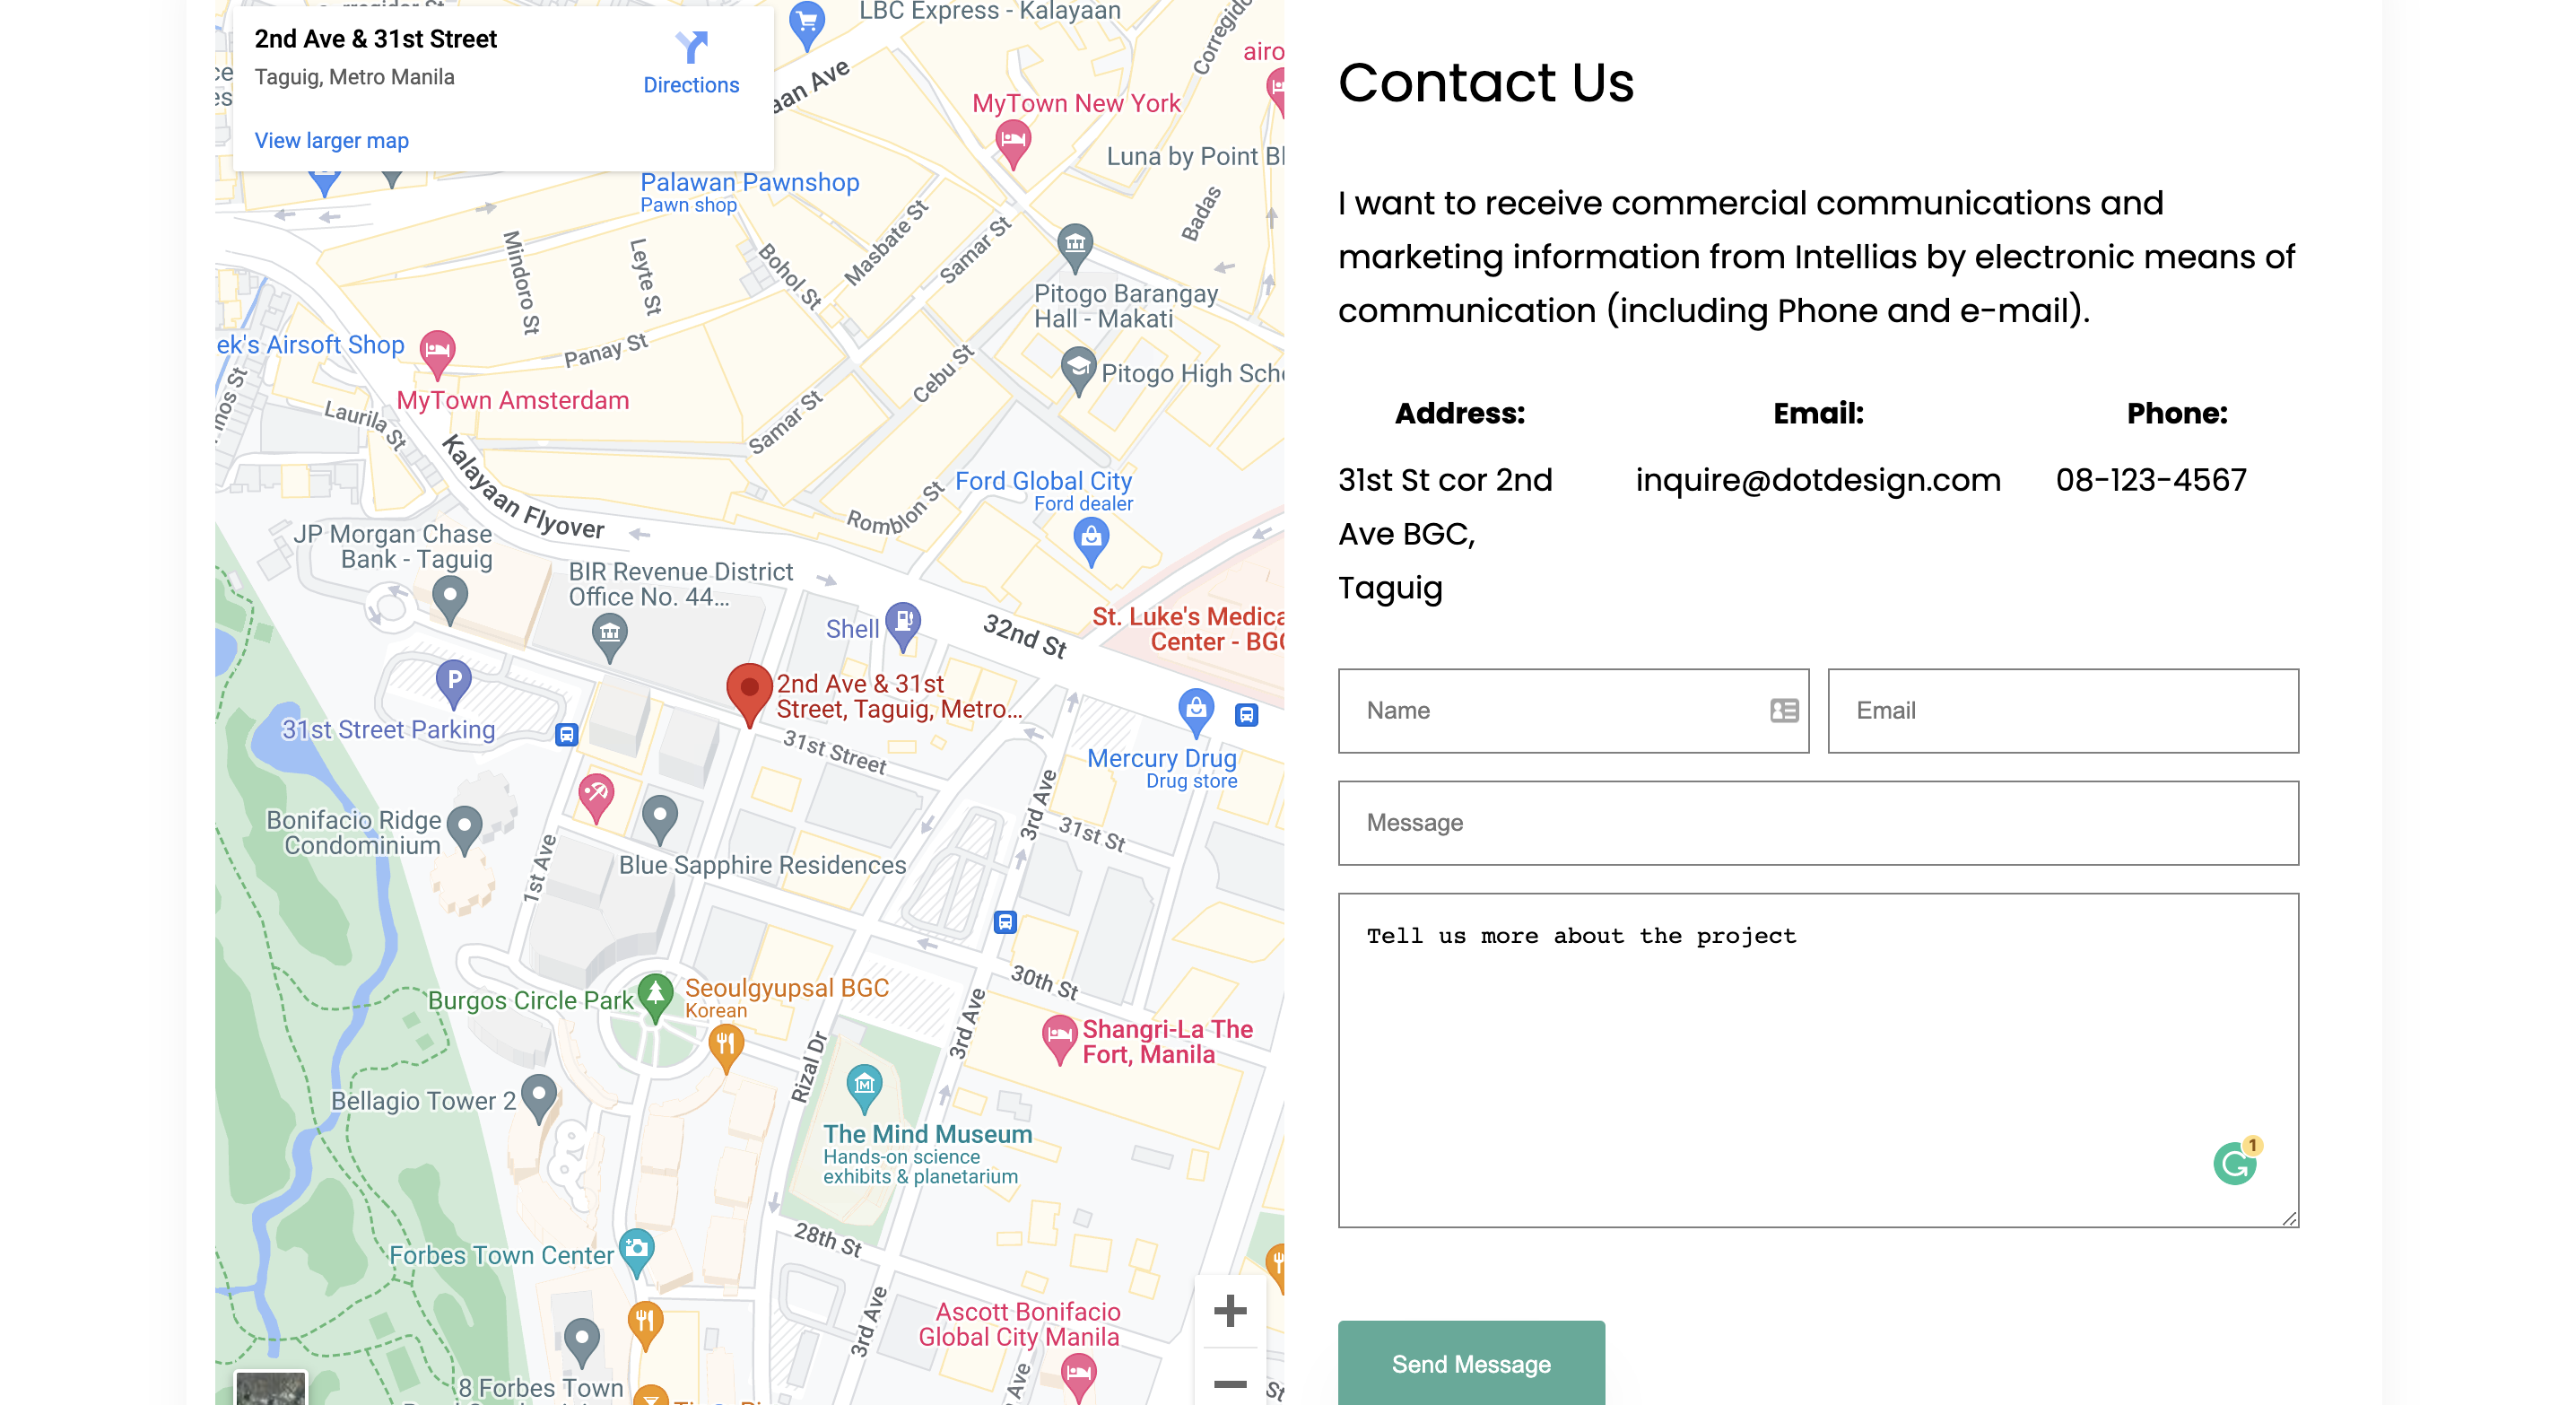 2nd Ave & 31st Street
Taguig, Metro Manila
Directions
View larger map
LBC Express - Kalayaan
MyTown New York
Luna by Point
Palawan Pawnshop
Pawn shop
Badas
Mindoro St
Leyte St
Bohol St
Masbate St
Samar St
Pitogo Barangay
Hall - Makati
ek's Airsoft Shop
Panay St
MyTown Amsterdam
Cebu St
Pitogo High
Laurila St
Samar St
Kalayaan Flyover
Romblon St
Ford Global City
Ford dealer
JP Morgan Chase
Bank - Taguig
BIR Revenue District
Office No. 44...
Shell
32nd St
St. Luke's Medica
Center - BGC
P
31st Street Parking
2nd Ave & 31st
Street, Taguig, Metro...
31st Street
Mercury Drug
Drug store
3rd Ave
31st St
Bonifacio Ridge
Condominium
1st Ave
Blue Sapphire Residences
Burgos Circle Park
Seoulgyupsal BGC
Korean
30th St
3rd Ave
Rizal Dr
Shangri-La The
Fort, Manila
Bellagio Tower 2
The Mind Museum
Hands-on science
exhibits & planetarium
Forbes Town Center
28th St
3rd Ave
Ascott Bonifacio
Global City Manila
8 Forbes Town
Ave
St
Contact Us
I want to receive commercial communications and
marketing information from Intellias by electronic means of
communication (including Phone and e-mail).
Address:
31st St cor 2nd
Ave BGC,
Taguig
Email:
inquire@dotdesign.com
Phone:
08-123-4567
Name
Email
Message
Tell us more about the project
1
Send Message